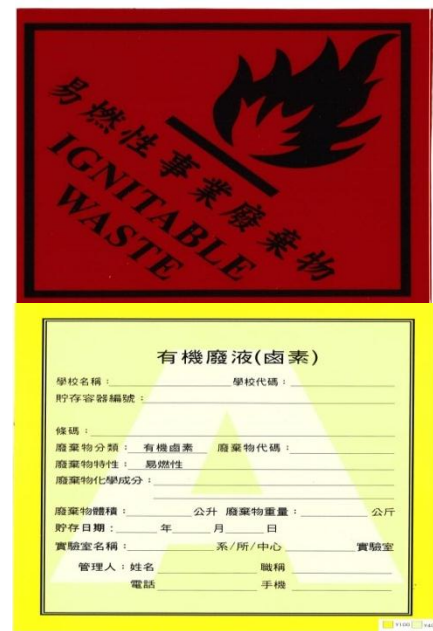 易燃性事業廢棄物
IGNITABLE
WASTE
有機廢液(鹵素)
學校名稱： 學校代碼：
貯存容器編號：
條碼：
廢棄物分類： 有機鹵素 廢棄物代碼：
廢棄物特性： 易燃性
廢棄物化學成分：
廢棄物體積： 公升 廢棄物重量： 公斤
貯存日期： 年 月 日
實驗室名稱： 系/所/中心 實驗室
管理人：姓名 職稱
電話 手機
A
Y100